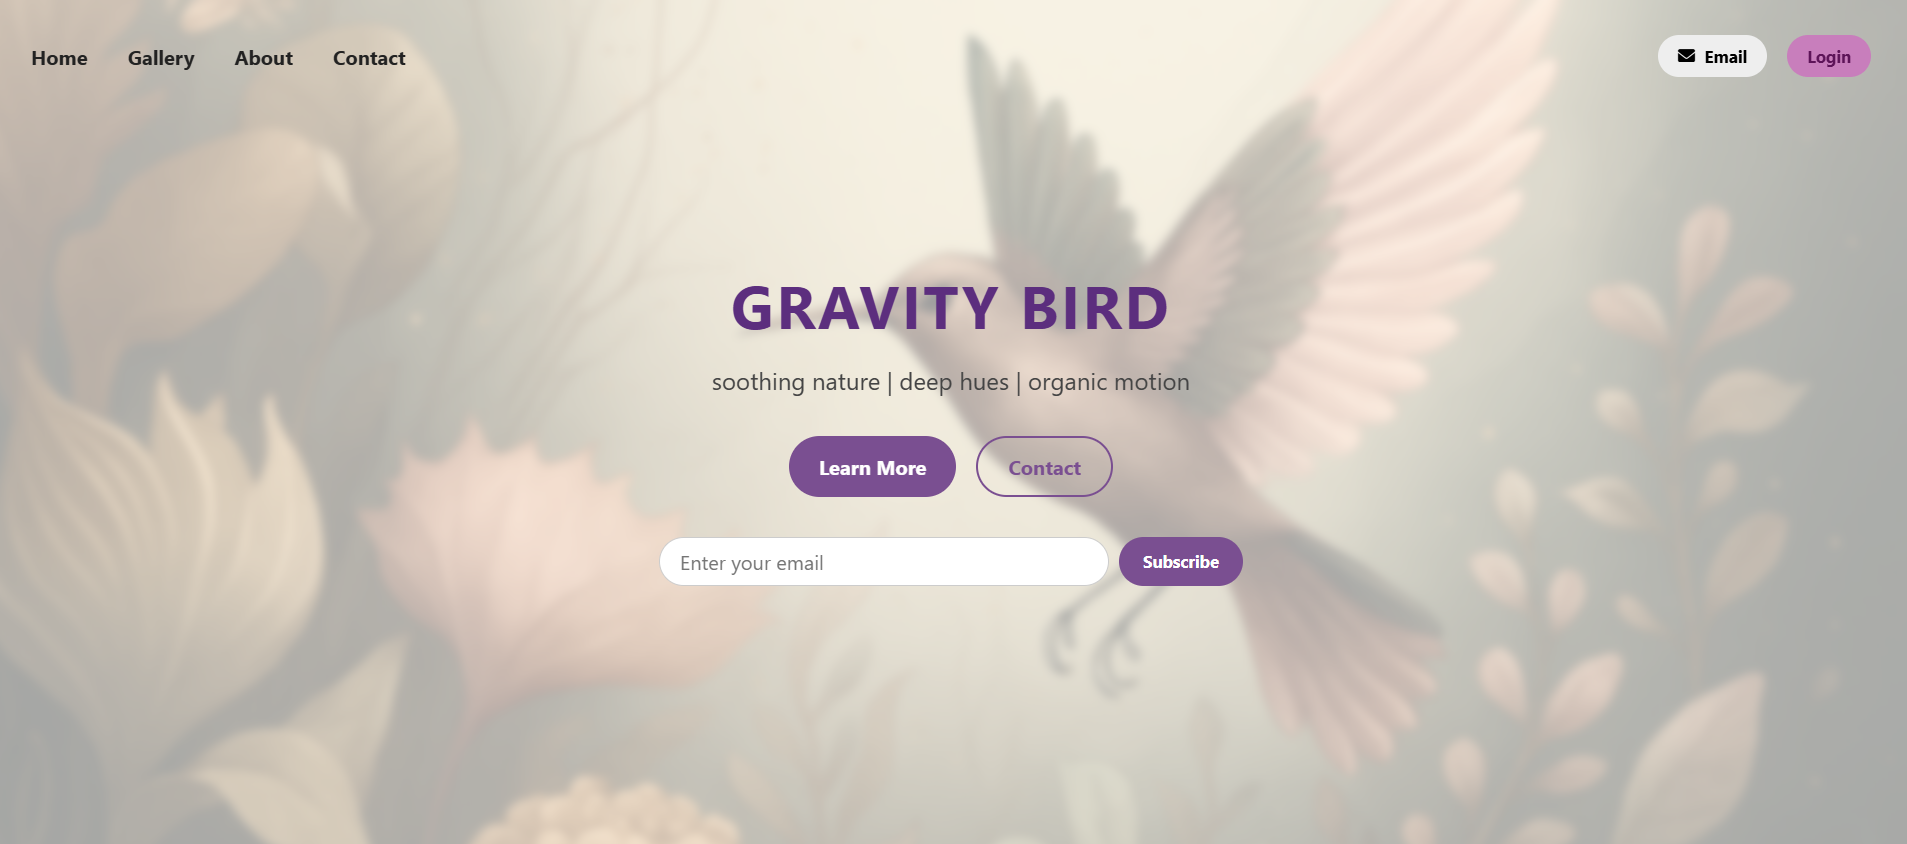 Home Gallery About Contact Email Login
GRAVITY BIRD
soothing nature | deep hues | organic motion
Learn More Contact
Enter your email Subscribe